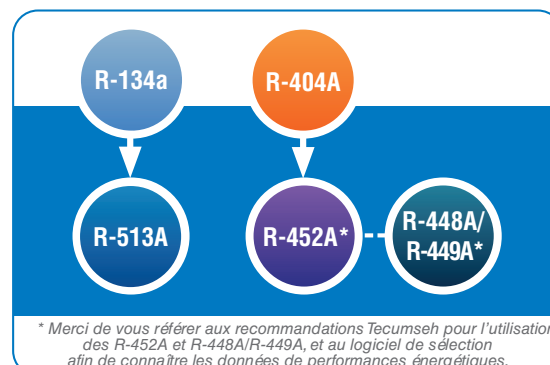 R-134a
R-404A
R-513A
R-452A*
R-448A/
R-449A*
* Merci de vous référer aux recommandations Tecumseh pour l'utilisation
des R-452A et R-448A/R-449A, et au logiciel de sélection
afin de connaître les données de performances énergétiques.